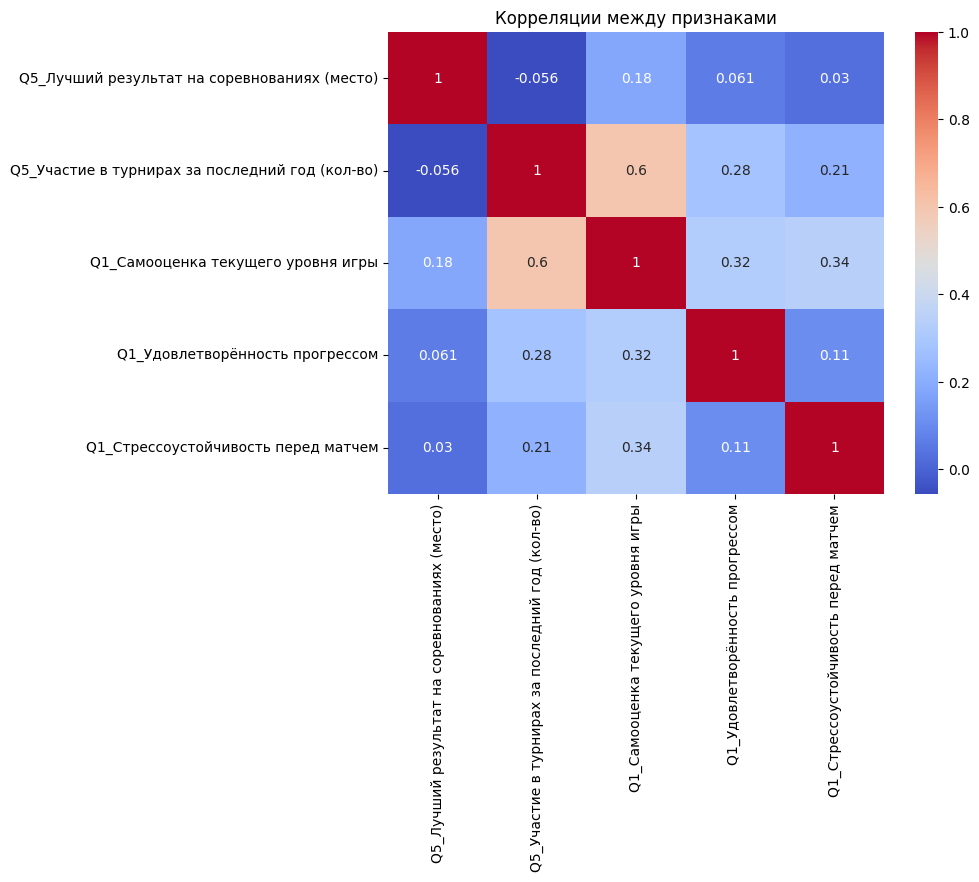 Корреляции между признаками
Q5_Лучший результат на соревнованиях (место)
1
-0.056
0.18
0.061
0.03
Q5_Участие в турнирах за последний год (кол-во)
-0.056
1
0.6
0.28
0.21
Q1_Самооценка текущего уровня игры
0.18
0.6
1
0.32
0.34
Q1_Удовлетворённость прогрессом
0.061
0.28
0.32
1
0.11
Q1_Стрессоустойчивость перед матчем
0.03
0.21
0.34
0.11
1
Q5_Лучший результат на соревнованиях (место)
Q5_Участие в турнирах за последний год (кол-во)
Q1_Самооценка текущего уровня игры
Q1_Удовлетворённость прогрессом
Q1_Стрессоустойчивость перед матчем
1.0
0.8
0.6
0.4
0.2
0.0